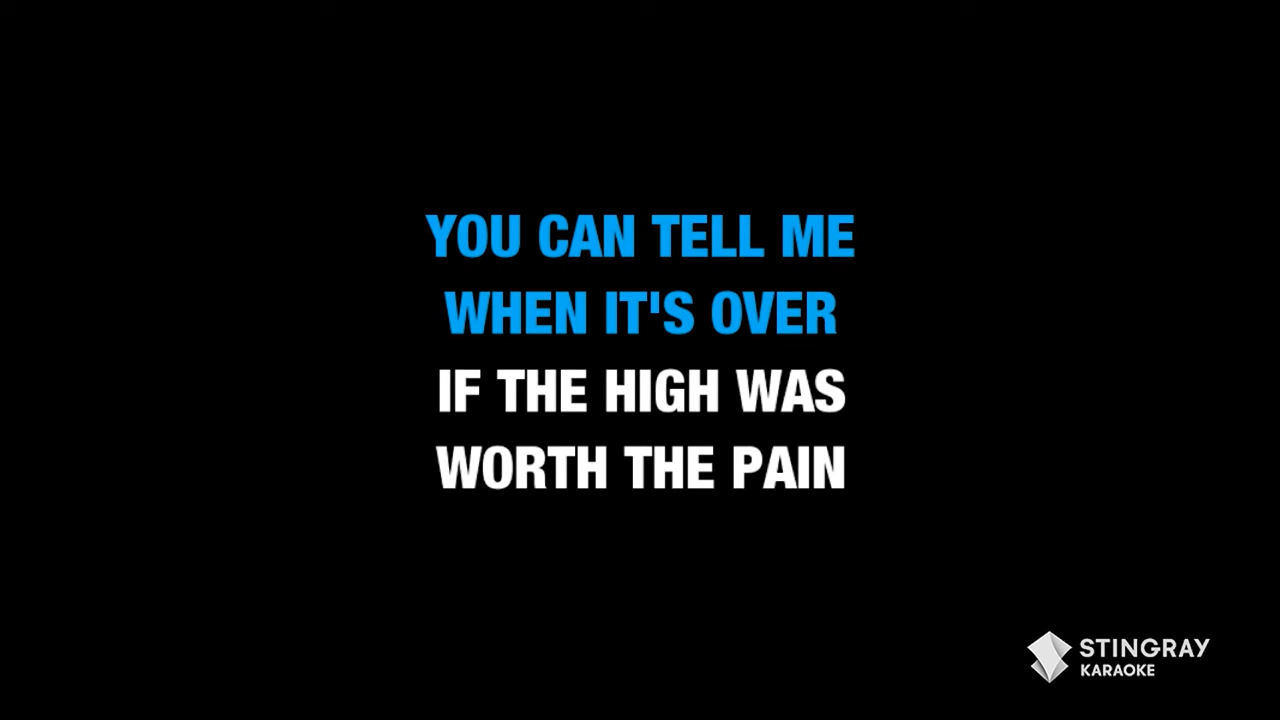 YOU CAN TELL ME
WHEN IT'S OVER
IF THE HIGH WAS
WORTH THE PAIN
STINGRAY
KARAOKE